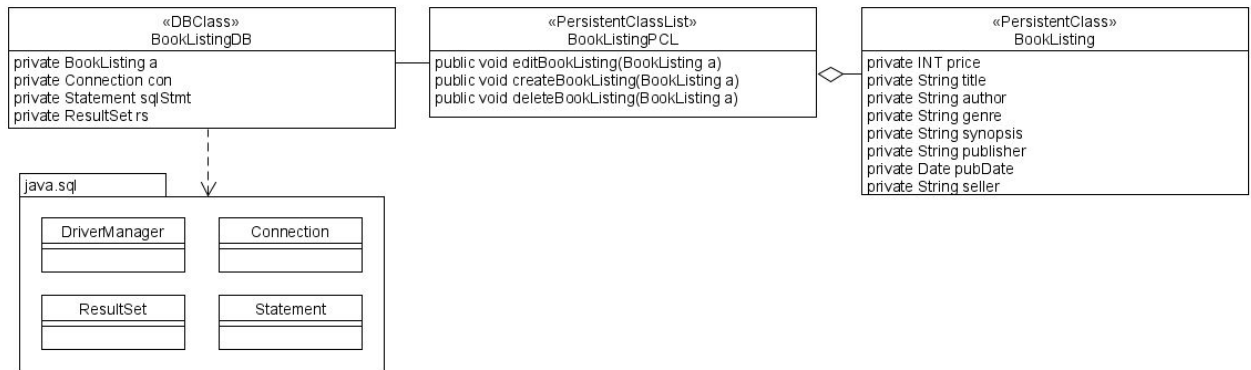 «DBClass»
BookListingDB
private BookListing a
private Connection con
private Statement sqlStmt
private ResultSet rs
«PersistentClassList»
BookListingPCL
public void editBookListing(BookListing a)
public void createBookListing(BookListing a)
public void deleteBookListing(BookListing a)
«PersistentClass»
BookListing
private INT price
private String title
private String author
private String genre
private String synopsis
private String publisher
private Date pubDate
private String seller
java.sql
DriverManager
Connection
ResultSet
Statement